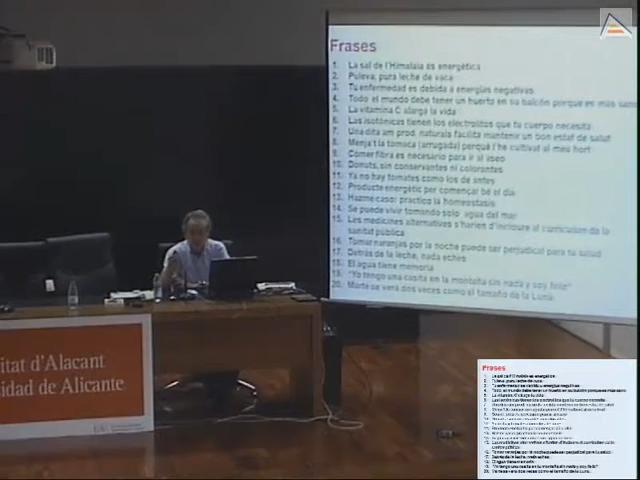 Frases
1. La sal de l'Himalaia es energètica
2. Puleva, pura leche de vaca
3. Tu enfermedad es debida a energías negativas
4. Todo el mundo debe tener un huerto en su balcón porque es más sano
5. La vitamina C alarga la vida
6. Las isotónicas tienen los electrolitos que tu cuerpo necesita
7. Una dita am prod. naturals facilita mantenir un bon estat de salut
8. Menja't la tomaca (arrugada) perquè l'he cultivat al meu hort
9. Comer fibra es necesario para ir al aseo
10. Donuts, sin conservantes ni colorantes
11. Ya no hay tomates como los de antes
12. Producte energètic per començar bé el dia
13. Hazme caso: practico la homeostasis
14. Se puede vivir tomando solo agua del mar
15. Les medicines alternatives s'harien d'incloure al curriculum de la
sanitat pública
16. Tomar naranjas por la noche puede ser perjudicial para tu salud
17. Detrás de la leche, nada eches
18. El agua tiene memoria
19. "Yo tengo una casita en la montaña sin nada y soy feliz"
20. Marte se verá dos veces como el tamaño de la Luna
itat d'Alacant
idad de Alicante
Frases